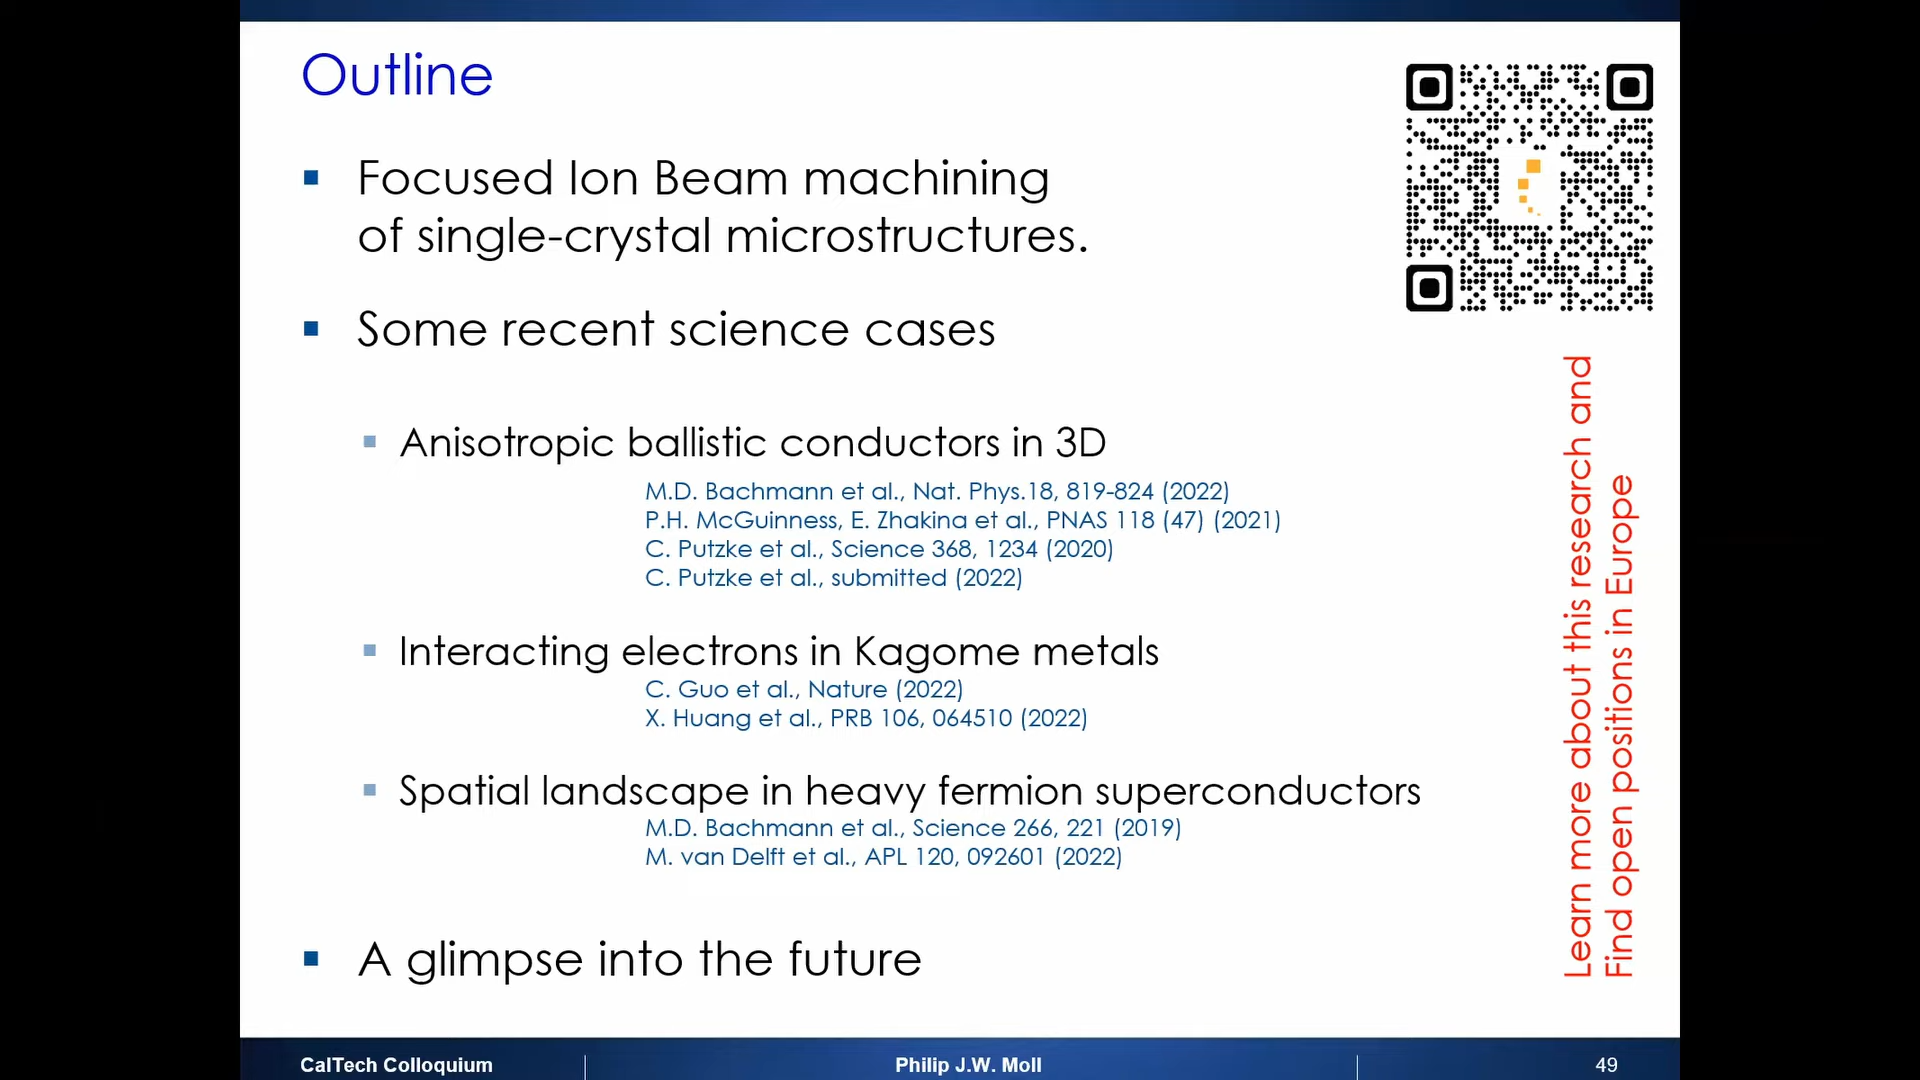 Outline
Focused Ion Beam machining
of single-crystal microstructures.
Some recent science cases
Anisotropic ballistic conductors in 3D
M.D. Bachmann et al., Nat. Phys.18, 819-824 (2022)
P.H. McGuinness, E. Zhakina et al., PNAS 118 (47) (2021)
C. Putzke et al., Science 368, 1234 (2020)
C. Putzke et al., submitted (2022)
Interacting electrons in Kagome metals
C. Guo et al., Nature (2022)
X. Huang et al., PRB 106, 064510 (2022)
Spatial landscape in heavy fermion superconductors
M.D. Bachmann et al., Science 266, 221 (2019)
M. van Delft et al., APL 120, 092601 (2022)
A glimpse into the future
Learn more about this research and
Find open positions in Europe
CalTech Colloquium
Philip J.W. Moll
49